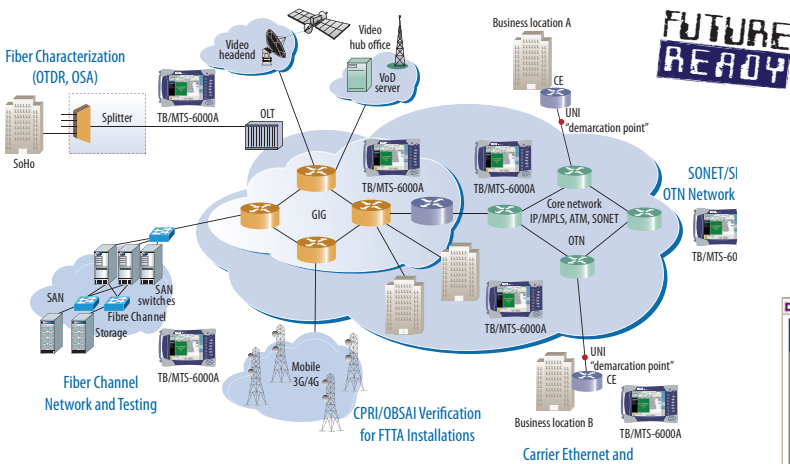 FUTURE
READY
Fiber Characterization
(OTDR, OSA)
Splitter
SoHo
TB/MTS-6000A
OLT
Video
headend
Video
hub office
VoD
server
Business location A
CE
UNI
"demarcation point"
TB/MTS-6000A
TB/MTS-6000A
GIG
Core network
IP/MPLS, ATM, SONET
OTN
SONET/S
OTN Network
TB/MTS-60
SAN
SAN
switches
Fibre Channel
Storage
TB/MTS-6000A
Fiber Channel
Network and Testing
Mobile
3G/4G
CPRI/OBSAI Verification
for FTTA Installations
TB/MTS-6000A
UNI
"demarcation point"
CE
Business location B
TB/MTS-6000A
Carrier Ethernet and